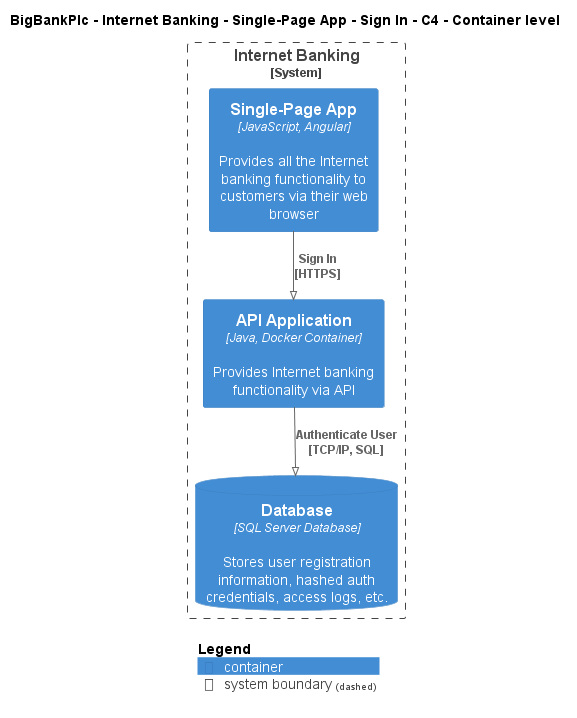 BigBankPlc - Internet Banking - Single-Page App - Sign In - C4 - Container level
Internet Banking
[System]
Single-Page App
[JavaScript, Angular]
Provides all the Internet
banking functionality to
customers via their web
browser
Sign In
[HTTPS]
API Application
[Java, Docker Container]
Provides Internet banking
functionality via API
Authenticate User
[TCP/IP, SQL]
Database
[SQL Server Database]
Stores user registration
information, hashed auth
credentials, access logs, etc.
Legend
container
system boundary (dashed)